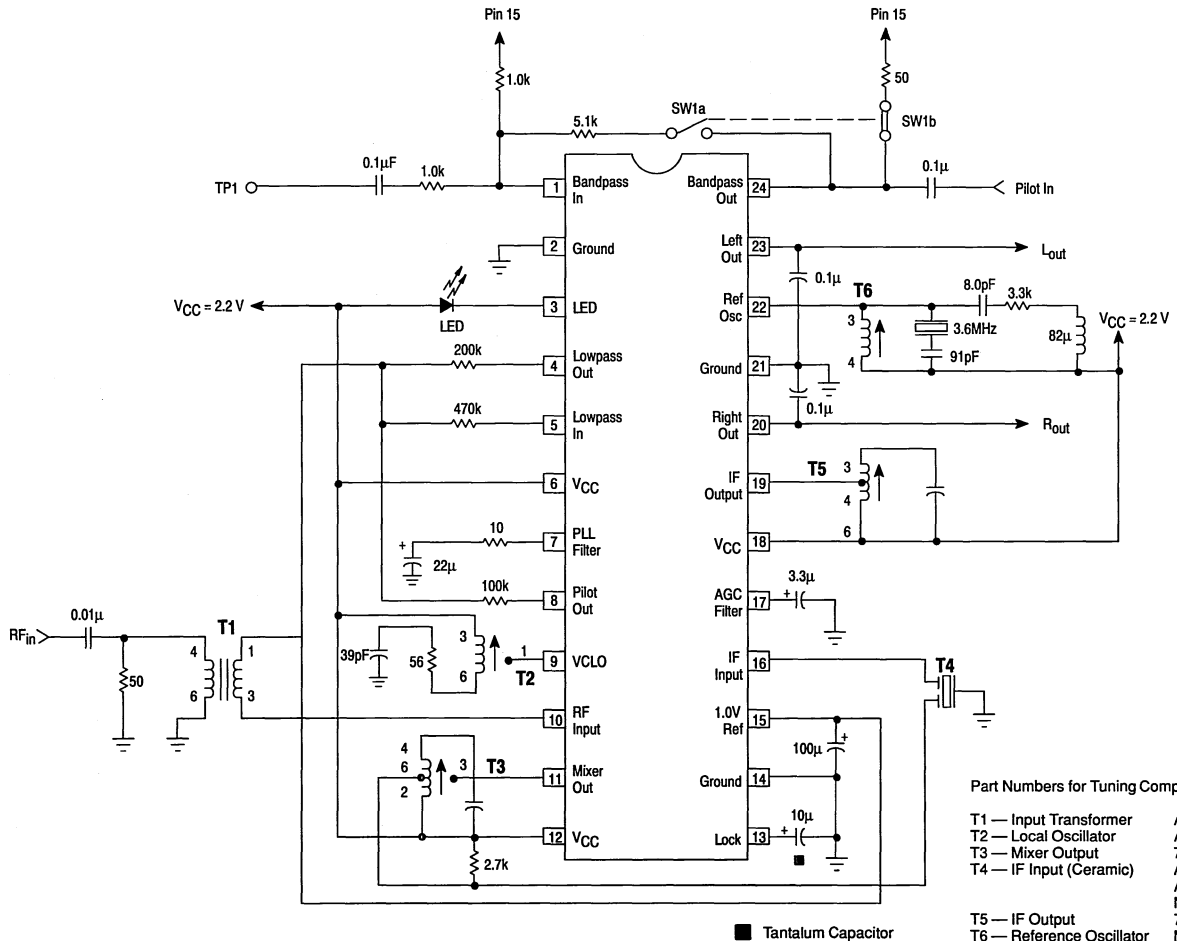 Pin 15
Pin 15
1.0k
50
SW1a
SW1b
5.1k
0.1μF
1.0k
TP1
0.1μ
Pilot In
1
Bandpass In
Bandpass Out
24
2
Ground
Left Out
23
Lout
0.1μ
VCC = 2.2 V
LED
3
LED
Ref Osc
22
T6
3
4
3.6MHz
91pF
8.0pF
3.3k
82μ
VCC = 2.2 V
200k
4
Lowpass Out
Ground
21
470k
5
Lowpass In
Right Out
20
0.1μ
Rout
6
VCC
IF Output
19
T5
3
4
6
10
22μ
+
7
PLL Filter
VCC
18
100k
8
Pilot Out
AGC Filter
17
3.3μ
+
RFin
0.01μ
50
T1
4
6
1
3
39pF
56
3
6
1
T2
9
VCLO
IF Input
16
T4
10
RF Input
1.0V Ref
15
100μ
+
4
6
2
3
T3
11
Mixer Out
Ground
14
12
VCC
Lock
13
10μ
+
2.7k
Part Numbers for Tuning Comp
T1 — Input Transformer A
T2 — Local Oscillator A
T3 — Mixer Output 7
T4 — IF Input (Ceramic) A
T5 — IF Output 7
T6 — Reference Oscillator
Tantalum Capacitor